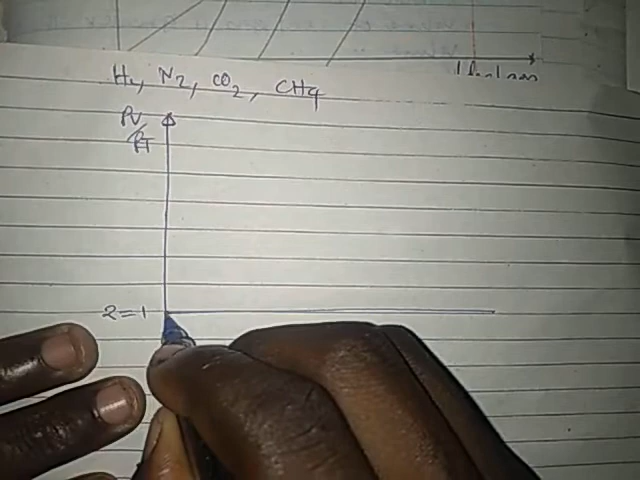 H₂, N2, CO2, CH4
PV
RT
Z=1